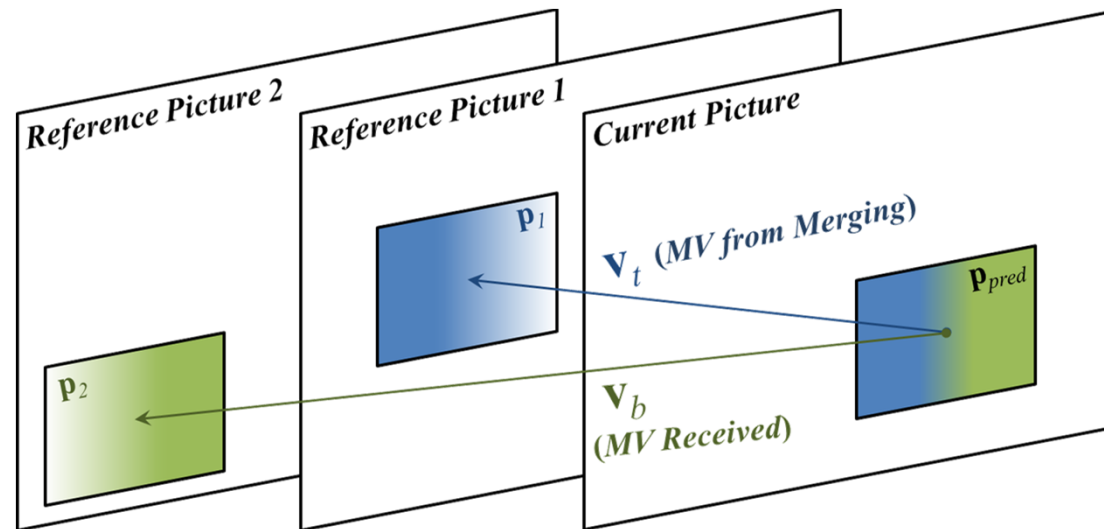 Reference Picture 2
Reference Picture 1
Current Picture
p1
vt (MV from Merging)
ppred
p2
vb
(MV Received)